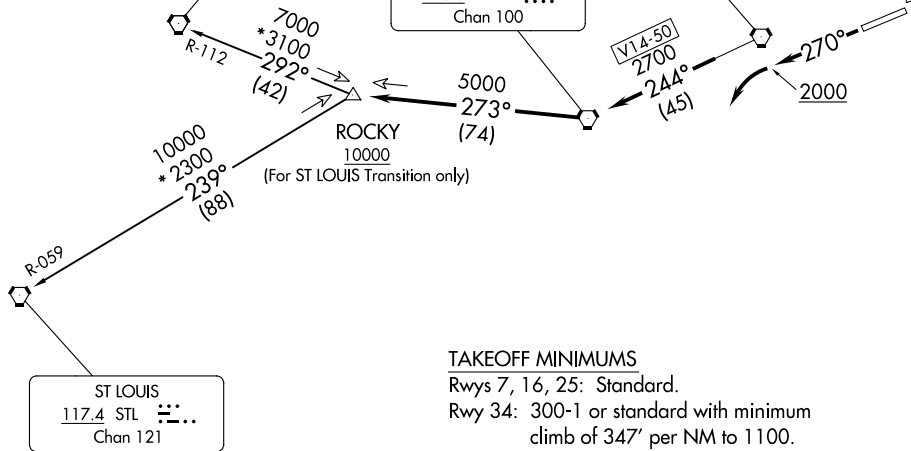 Chan 100
7000
*3100
292°
(42)
R-112
5000
273°
(74)
V14-50
2700
244°
(45)
270°
2000
ROCKY
10000
(For ST LOUIS Transition only)
10000
*2300
239°
(88)
R-059
ST LOUIS
117.4 STL
Chan 121
TAKEOFF MINIMUMS
Rwys 7, 16, 25: Standard.
Rwy 34: 300-1 or standard with minimum
climb of 347' per NM to 1100.